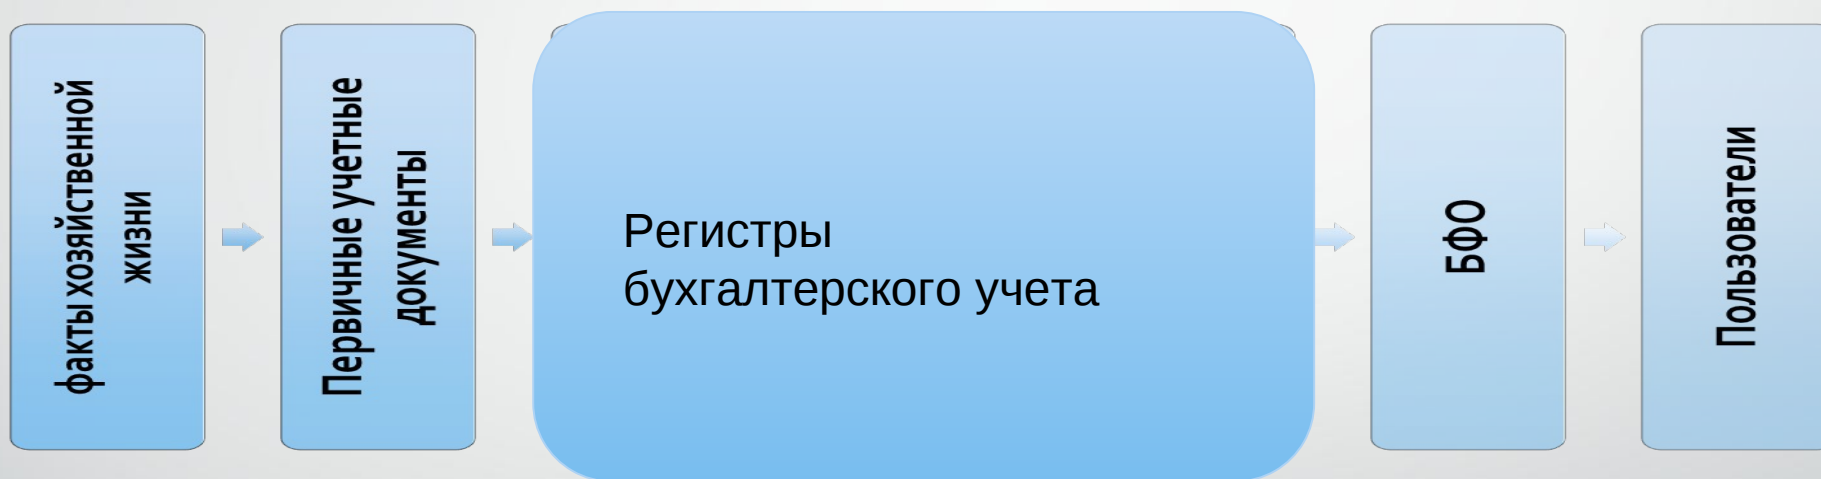 факты хозяйственной
жизни
Первичные учетные
документы
Регистры
бухгалтерского учета
БФО
Пользователи